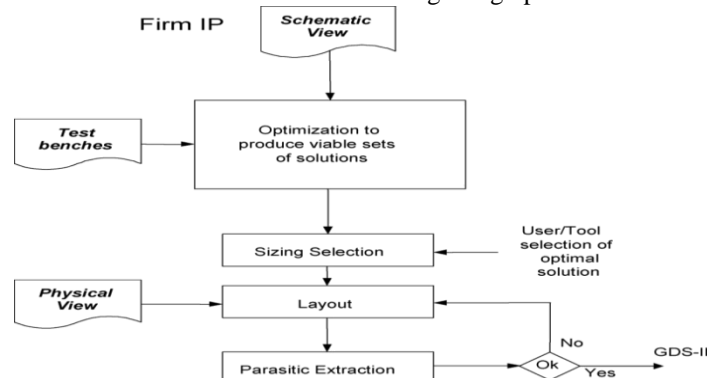 Firm IP
Schematic
View
Test
benches
Optimization to
produce viable sets
of solutions
Sizing Selection
User/Tool
selection of
optimal
solution
Physical
View
Layout
No
Parasitic Extraction
Ok
Yes
GDS-II